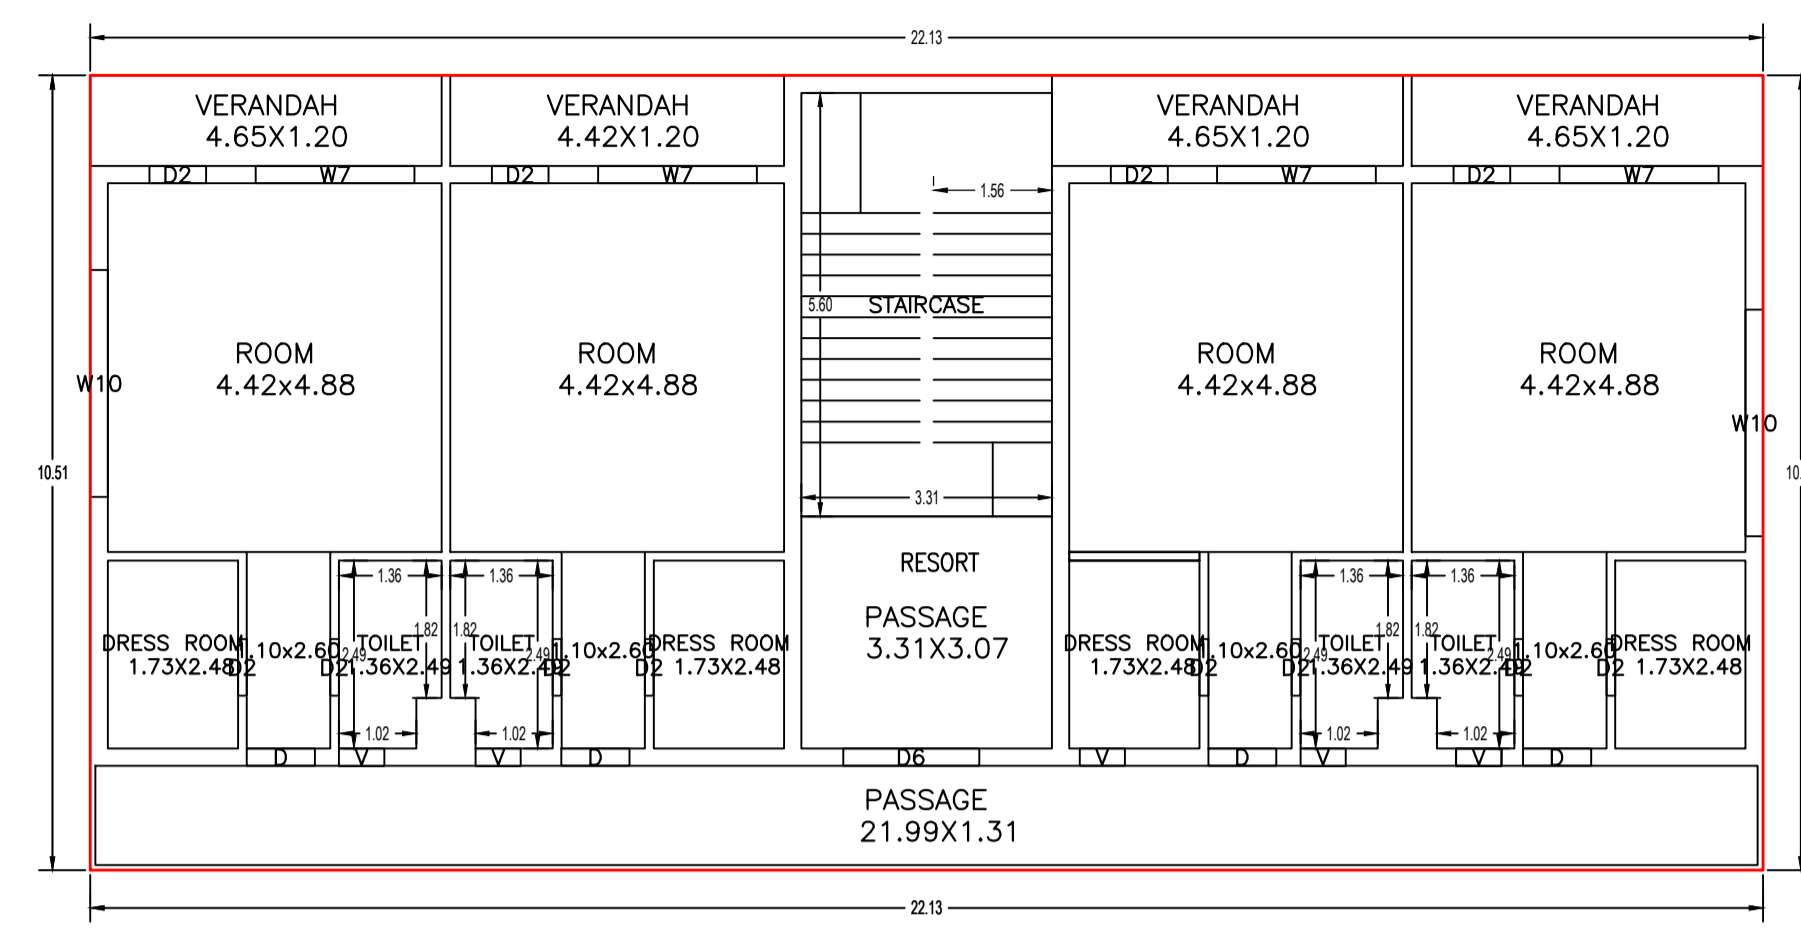 22.13
VERANDAH
4.65X1.20
VERANDAH
4.42X1.20
VERANDAH
4.65X1.20
VERANDAH
4.65X1.20
D2
W7
D2
W7
D2
W7
D2
W7
1.56
5.60
STAIRCASE
ROOM
4.42x4.88
ROOM
4.42x4.88
ROOM
4.42x4.88
ROOM
4.42x4.88
W10
W10
10.51
10.
3.31
RESORT
PASSAGE
3.31X3.07
1.36
1.36
1.36
1.36
1.82
1.82
1.82
1.82
DRESS ROOM
1.73X2.48
D2
1.10x2.60
D2
2.49
TOILET
1.36X2.49
TOILET
1.36X2.49
2.49
D2
1.10x2.60
D2
DRESS ROOM
1.73X2.48
DRESS ROOM
1.73X2.48
D2
1.10x2.60
D2
2.49
TOILET
1.36X2.49
TOILET
1.36X2.49
2.49
D2
1.10x2.60
D2
DRESS ROOM
1.73X2.48
1.02
1.02
1.02
1.02
D
V
V
D
D6
V
D
V
V
D
PASSAGE
21.99X1.31
22.13